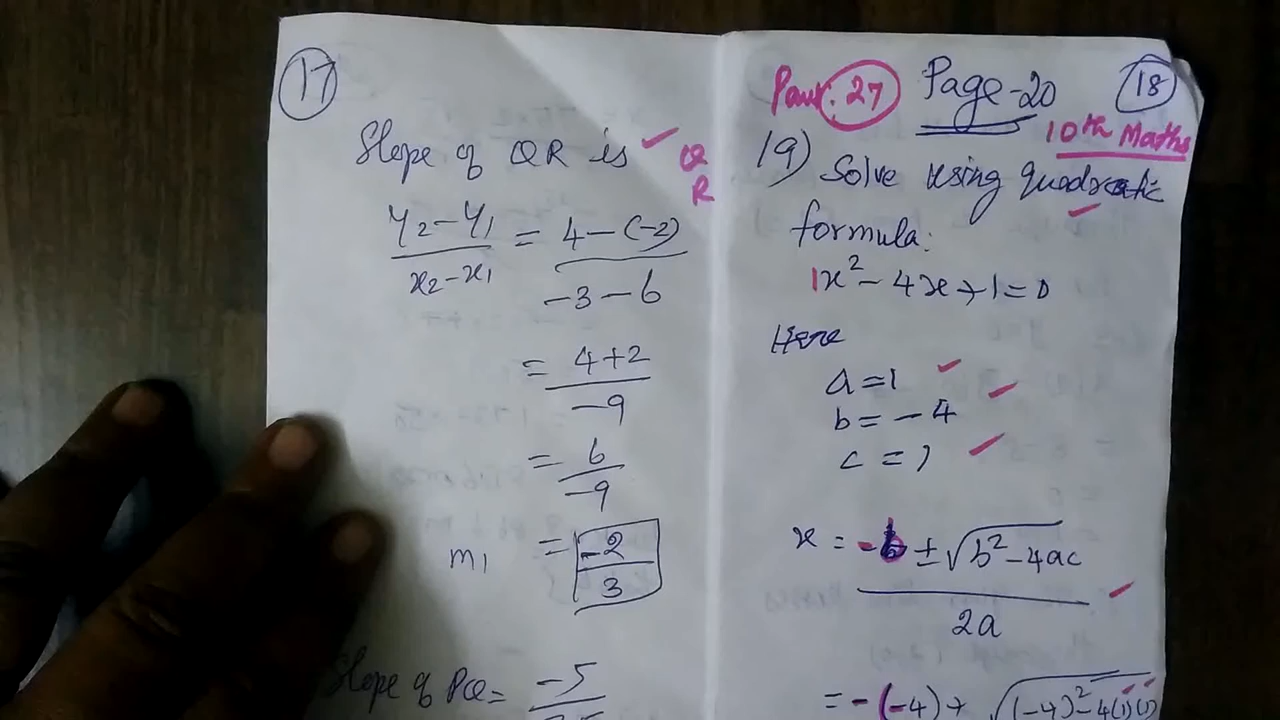 17
Slope of QR is ✓ Q
R
y2-y1/x2-x1 = 4-(-2)/-3-6
= 4+2/-9
= 6/-9
m1 = -2/3
Slope of PQ = -5/
Page-20 18
27
10th Maths
19) Solve using quadratic
formula:
1x²-4x+1=0
Here
a=1
b=-4
c=1
x = -b±√b²-4ac/2a
= -(-4)+√(-4)²-4(1)(1)